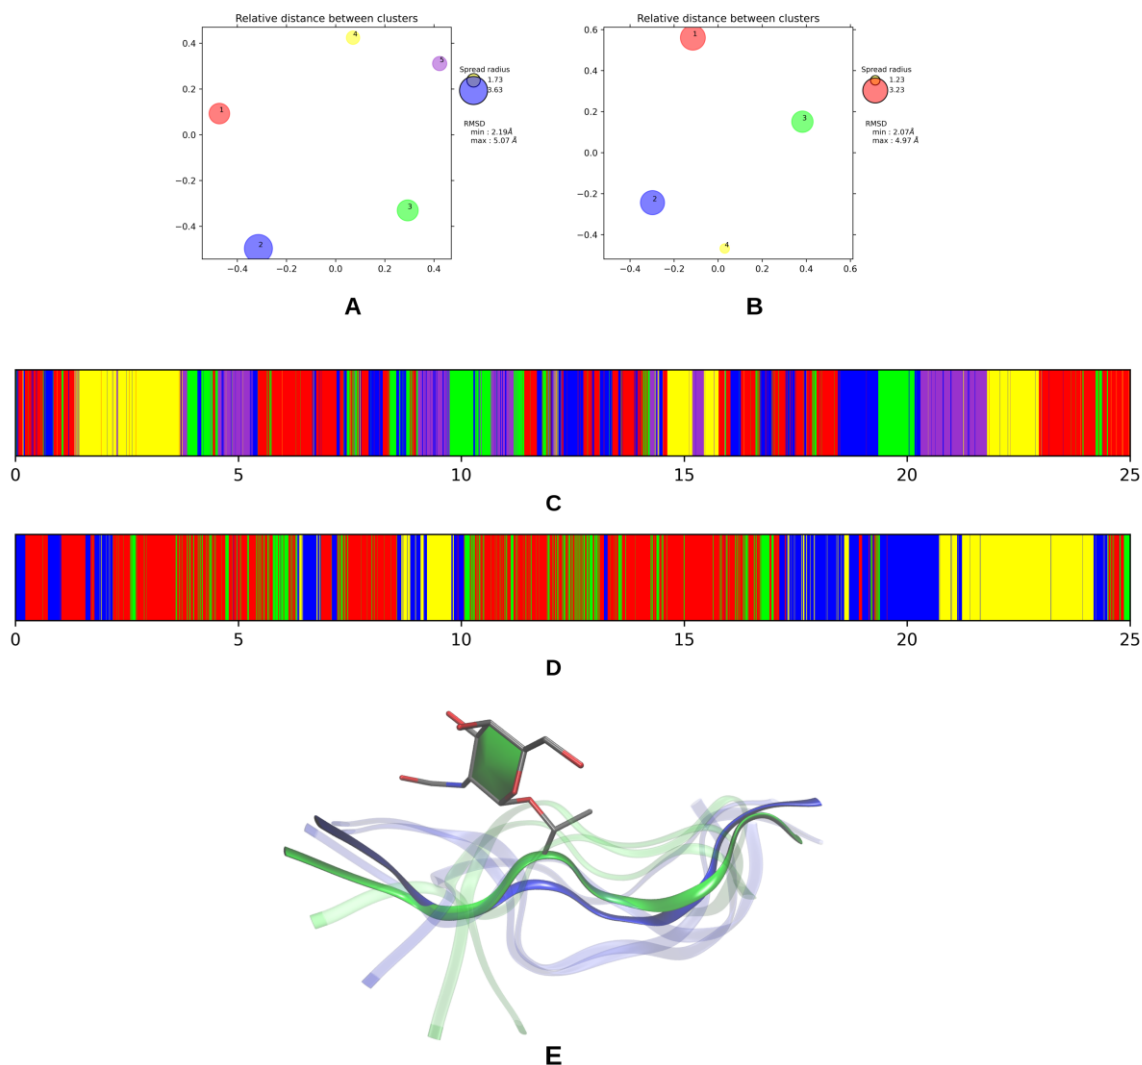 Relative distance between clusters
0.4
0.2
0.0
−0.2
−0.4
−0.4 −0.2 0.0 0.2 0.4
1
2
3
4
5
Spread radius
1.73
3.63
RMSD
min : 2.19Å
max : 5.07 Å
A
Relative distance between clusters
0.6
0.4
0.2
0.0
−0.2
−0.4
−0.4 −0.2 0.0 0.2 0.4 0.6
1
2
3
4
Spread radius
1.23
3.23
RMSD
min : 2.07Å
max : 4.97 Å
B
0 5 10 15 20 25
C
0 5 10 15 20 25
D
E